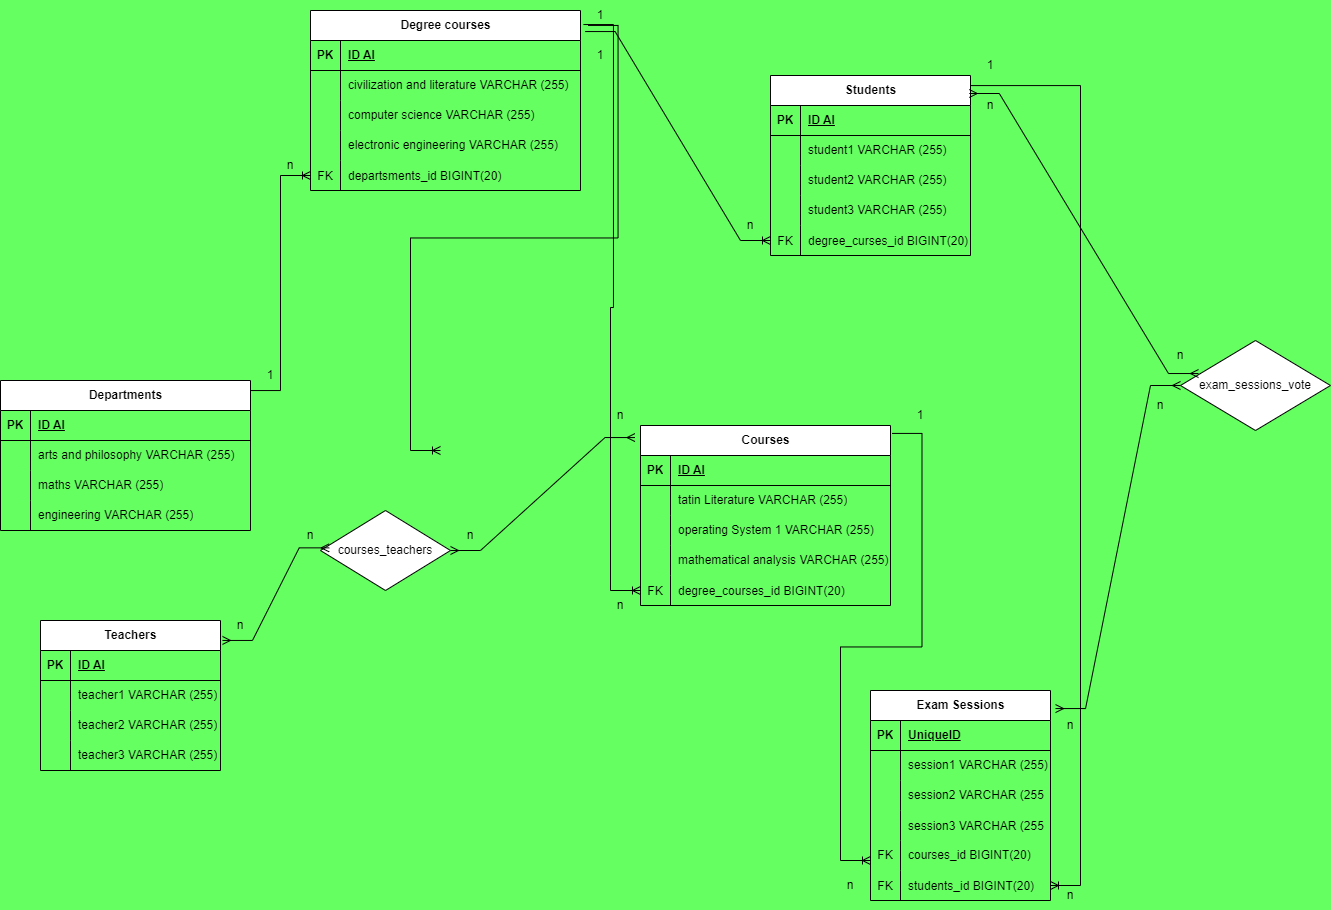 Degree courses
PK ID AI
civilization and literature VARCHAR (255)
computer science VARCHAR (255)
electronic engineering VARCHAR (255)
FK departsments_id BIGINT(20)
1
1
n
Students
PK ID AI
student1 VARCHAR (255)
student2 VARCHAR (255)
student3 VARCHAR (255)
FK degree_curses_id BIGINT(20)
1
n
n
Departments
PK ID AI
arts and philosophy VARCHAR (255)
maths VARCHAR (255)
engineering VARCHAR (255)
1
exam_sessions_vote
n
n
Courses
PK ID AI
tatin Literature VARCHAR (255)
operating System 1 VARCHAR (255)
mathematical analysis VARCHAR (255)
FK degree_courses_id BIGINT(20)
n
1
n
courses_teachers
n
n
Teachers
PK ID AI
teacher1 VARCHAR (255)
teacher2 VARCHAR (255)
teacher3 VARCHAR (255)
n
Exam Sessions
PK UniqueID
session1 VARCHAR (255)
session2 VARCHAR (255
session3 VARCHAR (255
FK courses_id BIGINT(20)
FK students_id BIGINT(20)
n
n
n